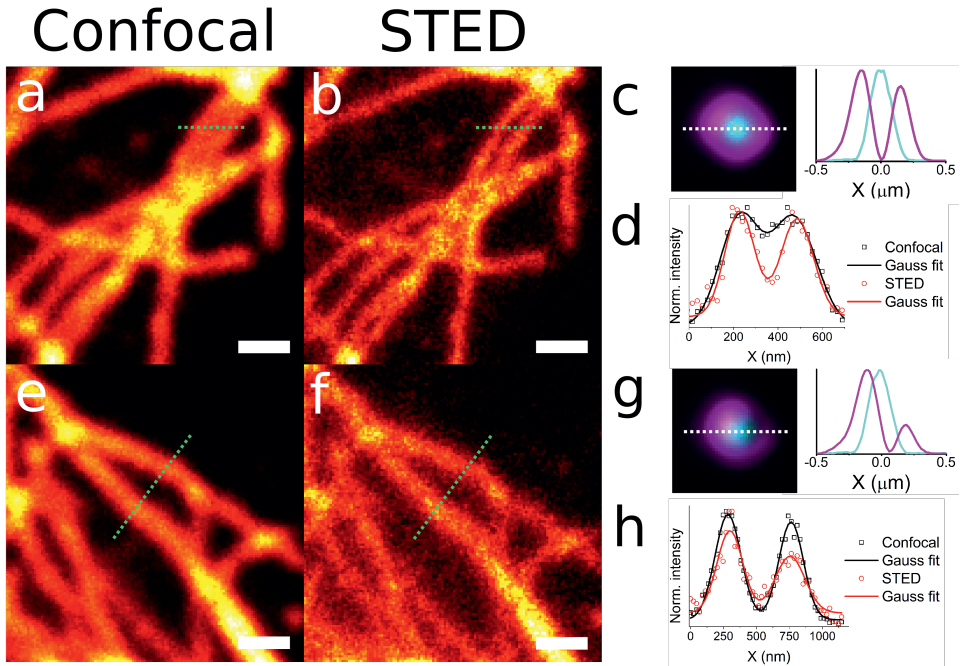 Confocal STED
a b c
-0.5 0.0 0.5
X (μm)
d
Norm. intensity
Confocal
Gauss fit
STED
Gauss fit
0 200 400 600
X (nm)
e f g
-0.5 0.0 0.5
X (μm)
h
Norm. intensity
Confocal
Gauss fit
STED
Gauss fit
0 250 500 750 1000
X (nm)